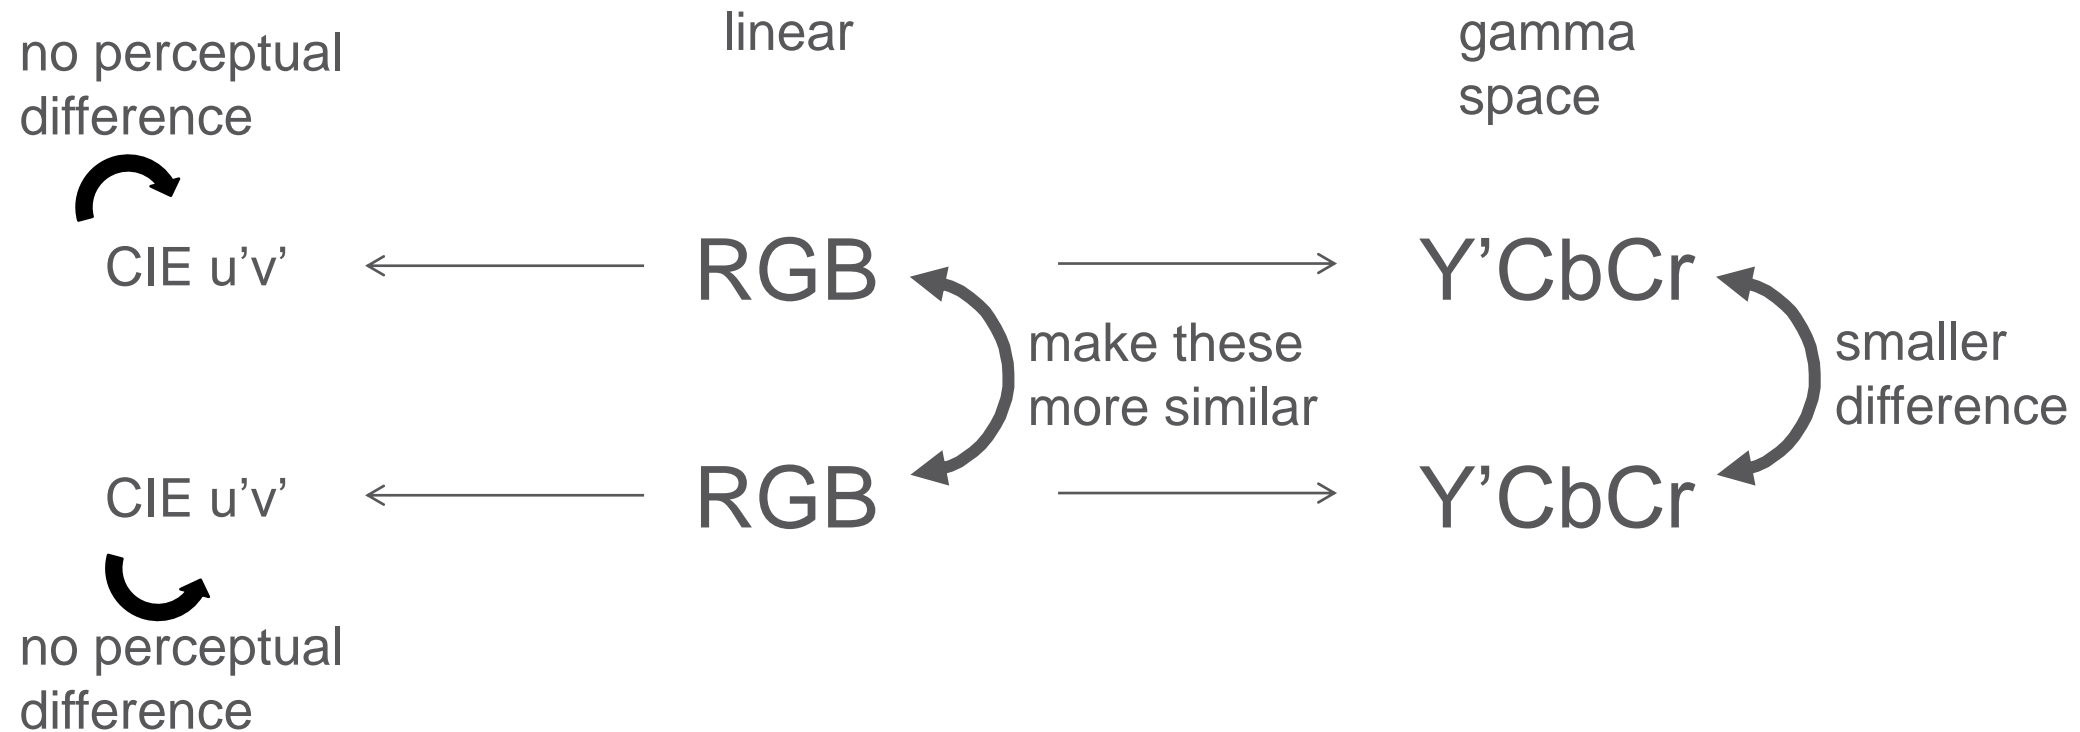 linear
gamma
space
no perceptual
difference
CIE u’v’
RGB
Y’CbCr
make these
more similar
smaller
difference
CIE u’v’
RGB
Y’CbCr
no perceptual
difference